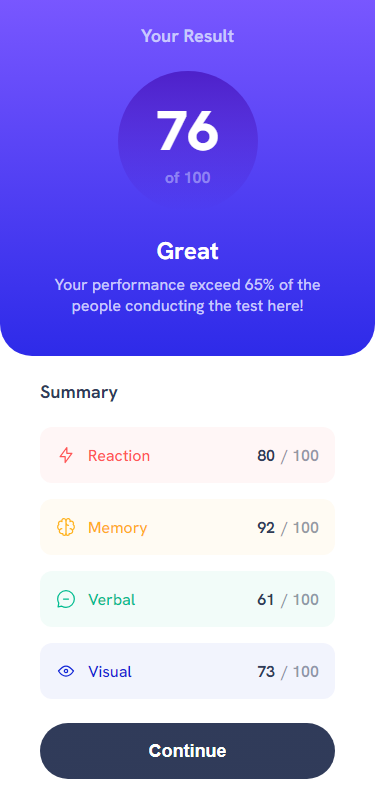 Your Result
76
of 100
Great
Your performance exceed 65% of the
people conducting the test here!
Summary
Reaction 80 / 100
Memory 92 / 100
Verbal 61 / 100
Visual 73 / 100
Continue